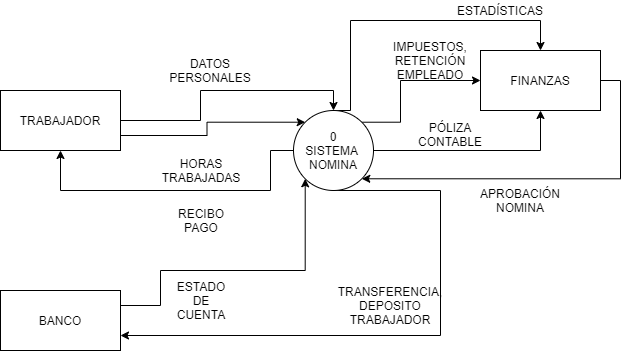 ESTADÍSTICAS
IMPUESTOS,
RETENCIÓN
EMPLEADO
FINANZAS
DATOS
PERSONALES
TRABAJADOR
0
SISTEMA
NOMINA
PÓLIZA
CONTABLE
HORAS
TRABAJADAS
APROBACIÓN
NOMINA
RECIBO
PAGO
ESTADO
DE
CUENTA
TRANSFERENCIA
DEPOSITO
TRABAJADOR
BANCO